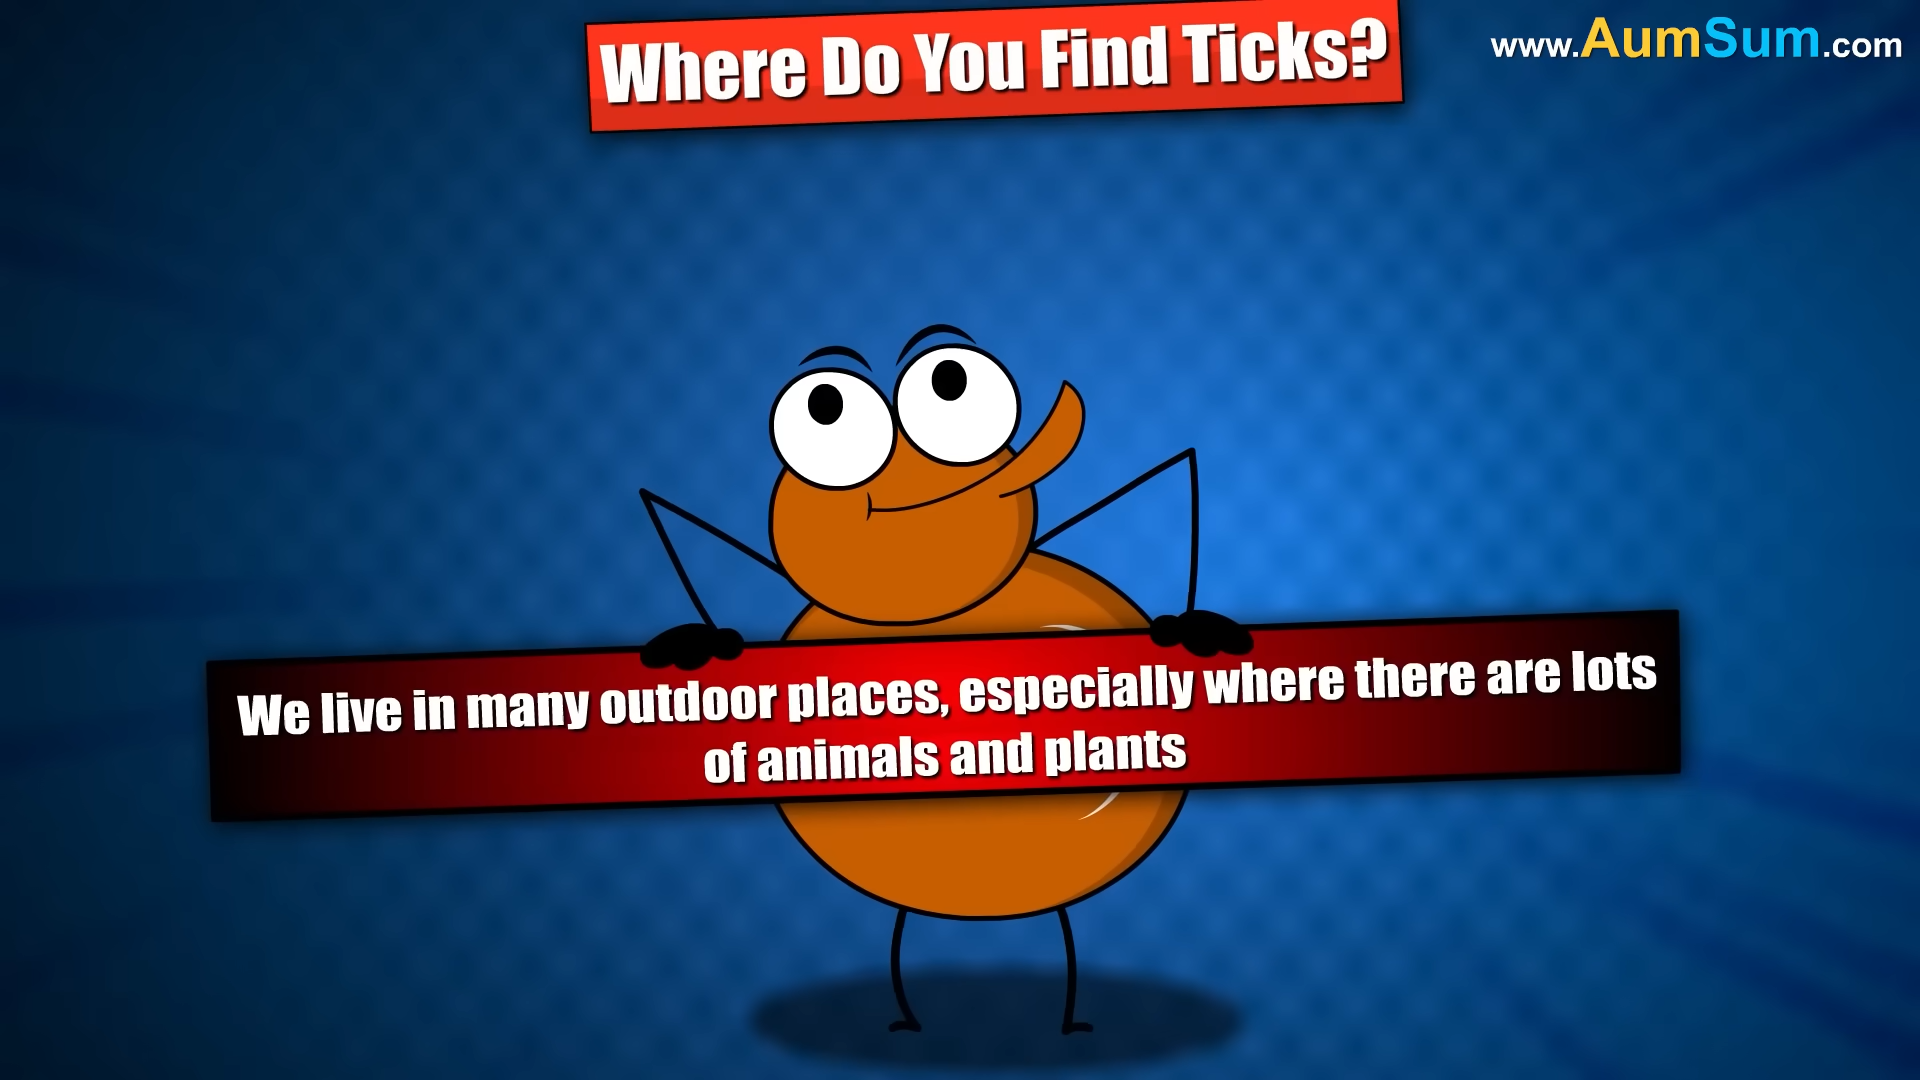 Where Do You Find Ticks?
www.AumSum.com
We live in many outdoor places, especially where there are lots
of animals and plants